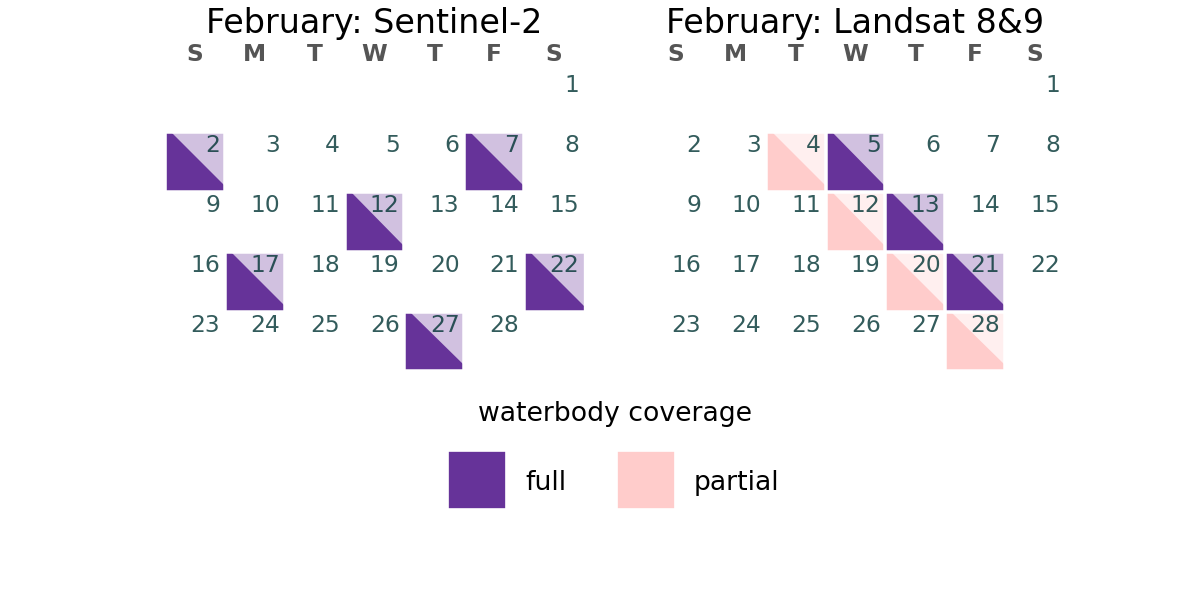 February: Sentinel-2
S M T W T F S
1
2 3 4 5 6 7 8
9 10 11 12 13 14 15
16 17 18 19 20 21 22
23 24 25 26 27 28
February: Landsat 8&9
S M T W T F S
1
2 3 4 5 6 7 8
9 10 11 12 13 14 15
16 17 18 19 20 21 22
23 24 25 26 27 28
waterbody coverage
full partial